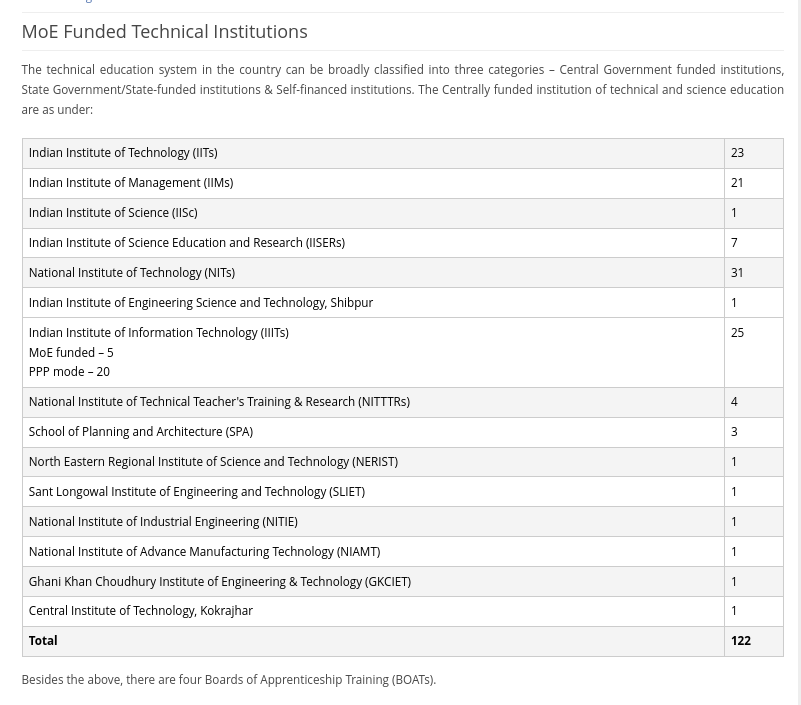 MoE Funded Technical Institutions
The technical education system in the country can be broadly classified into three categories – Central Government funded institutions,
State Government/State-funded institutions & Self-financed institutions. The Centrally funded institution of technical and science education
are as under:
Indian Institute of Technology (IITs) 23
Indian Institute of Management (IIMs) 21
Indian Institute of Science (IISc) 1
Indian Institute of Science Education and Research (IISERs) 7
National Institute of Technology (NITs) 31
Indian Institute of Engineering Science and Technology, Shibpur 1
Indian Institute of Information Technology (IIITs) 25
MoE funded – 5
PPP mode – 20
National Institute of Technical Teacher's Training & Research (NITTTRs) 4
School of Planning and Architecture (SPA) 3
North Eastern Regional Institute of Science and Technology (NERIST) 1
Sant Longowal Institute of Engineering and Technology (SLIET) 1
National Institute of Industrial Engineering (NITIE) 1
National Institute of Advance Manufacturing Technology (NIAMT) 1
Ghani Khan Choudhury Institute of Engineering & Technology (GKCIET) 1
Central Institute of Technology, Kokrajhar 1
Total 122
Besides the above, there are four Boards of Apprenticeship Training (BOATs).